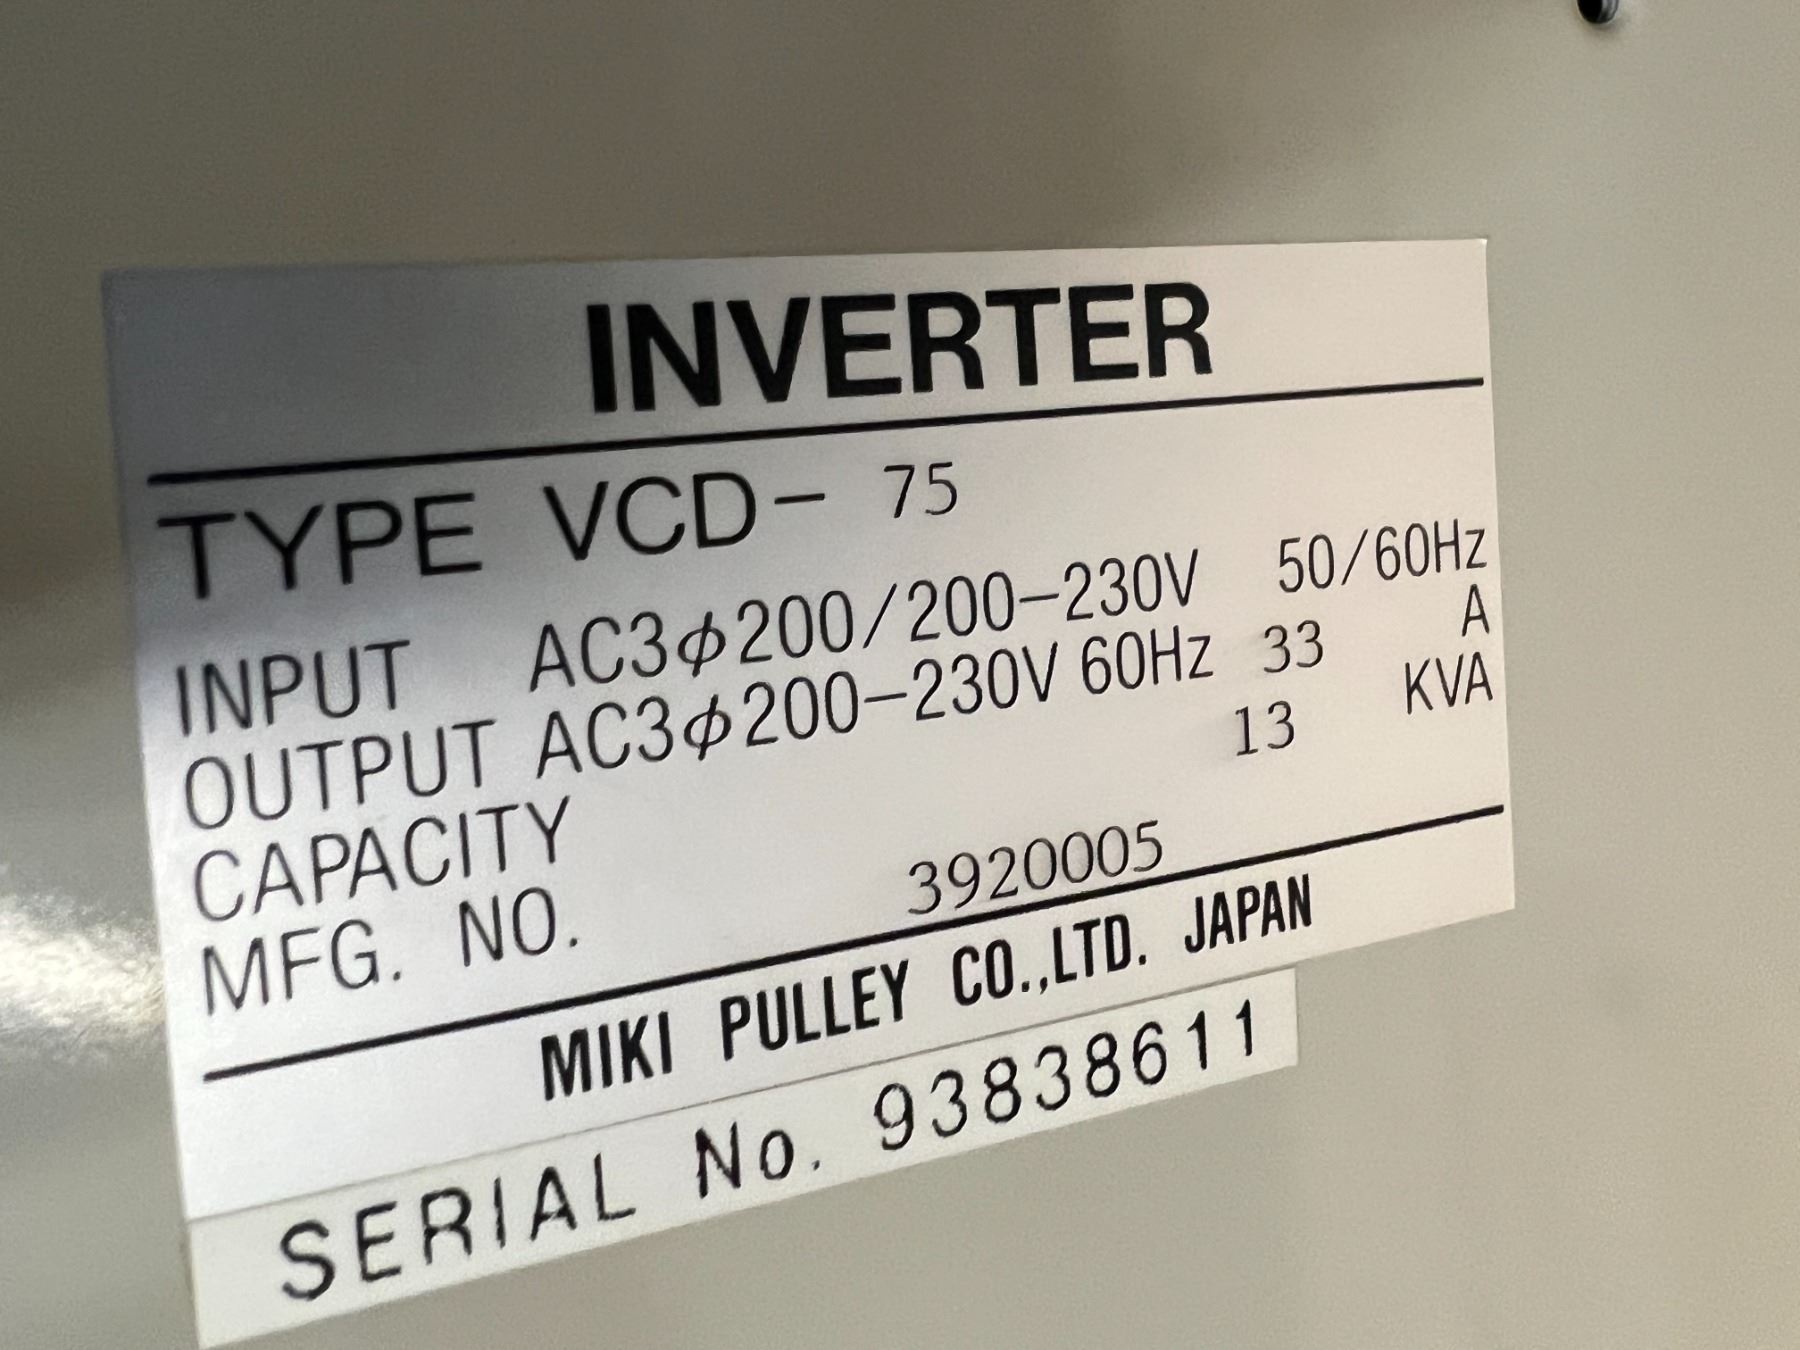 INVERTER
TYPE VCD- 75
INPUT AC3φ200/200-230V 50/60Hz
OUTPUT AC3φ200-230V 60Hz 33 A
CAPACITY 13 KVA
MFG. NO. 3920005
MIKI PULLEY CO.,LTD. JAPAN
SERIAL No. 93838611